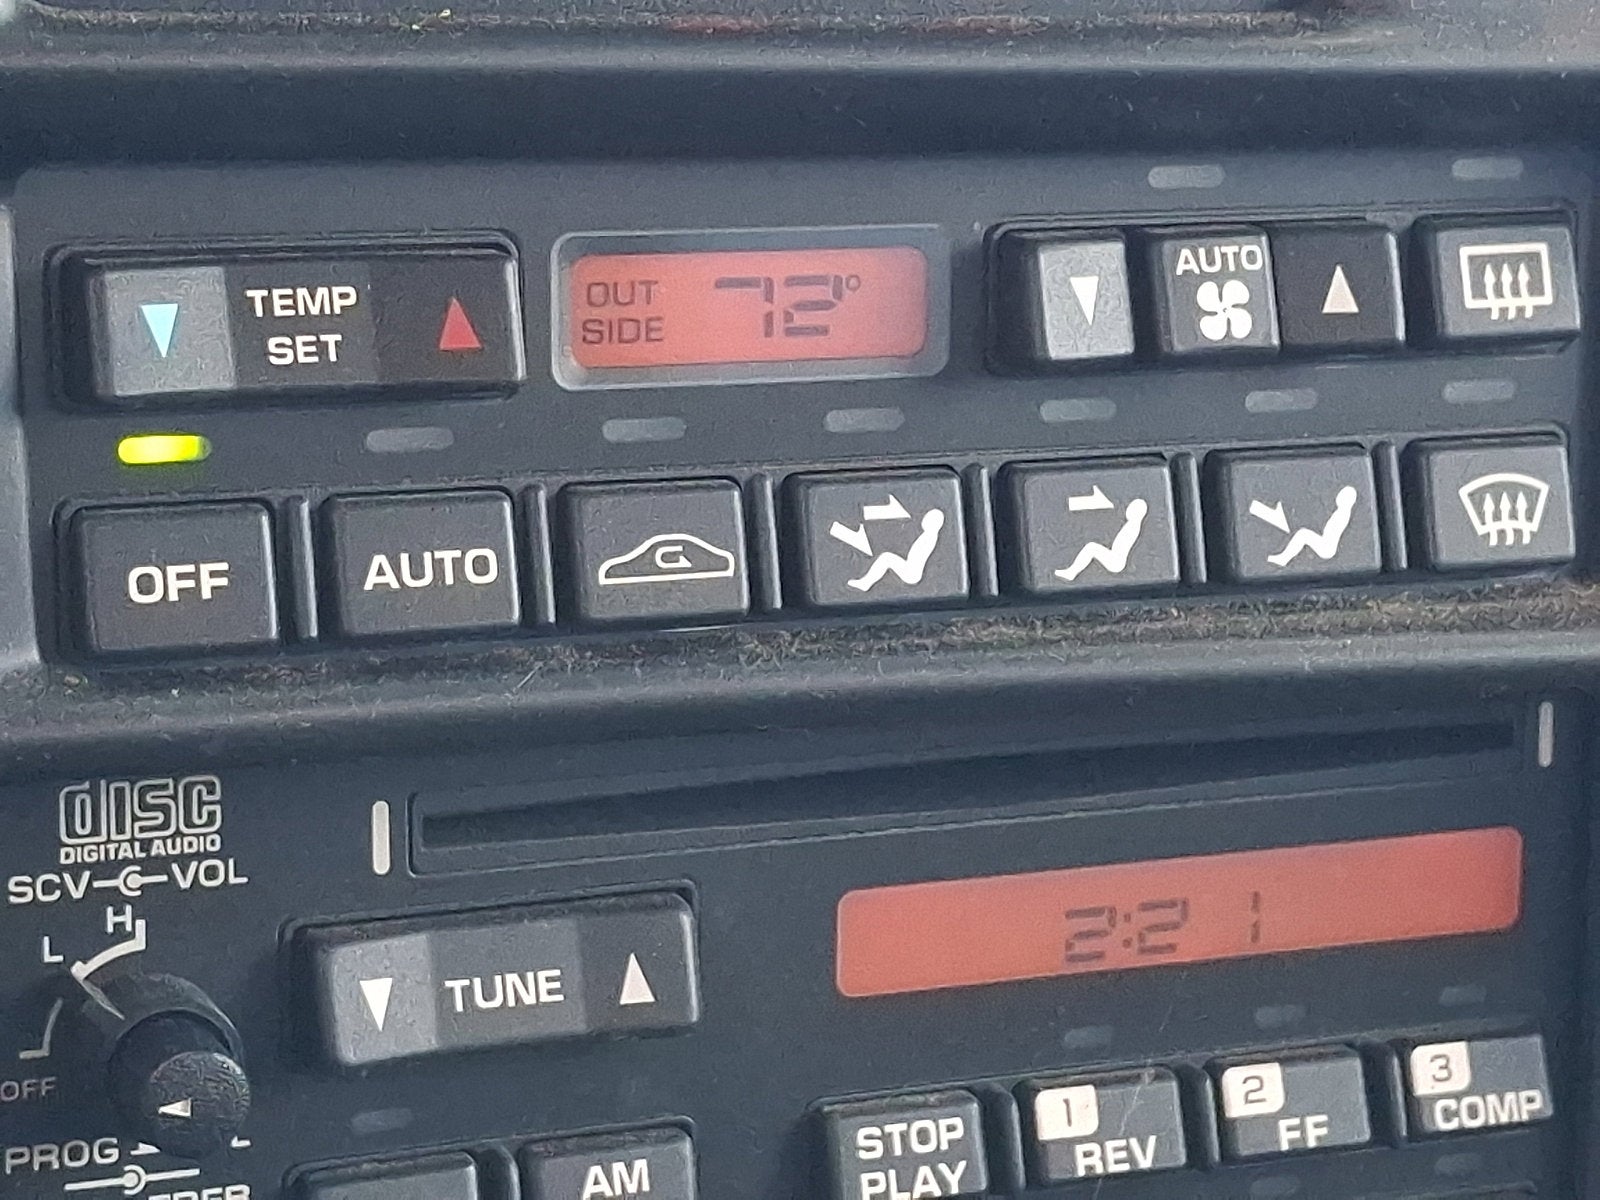 TEMP
SET
OUT
SIDE
72°
AUTO
OFF
AUTO
disc
DIGITAL AUDIO
SCV VOL
H
L
OFF
TUNE
2:21
PROG
STOP
PLAY
1
REV
2
FF
3
COMP
AM